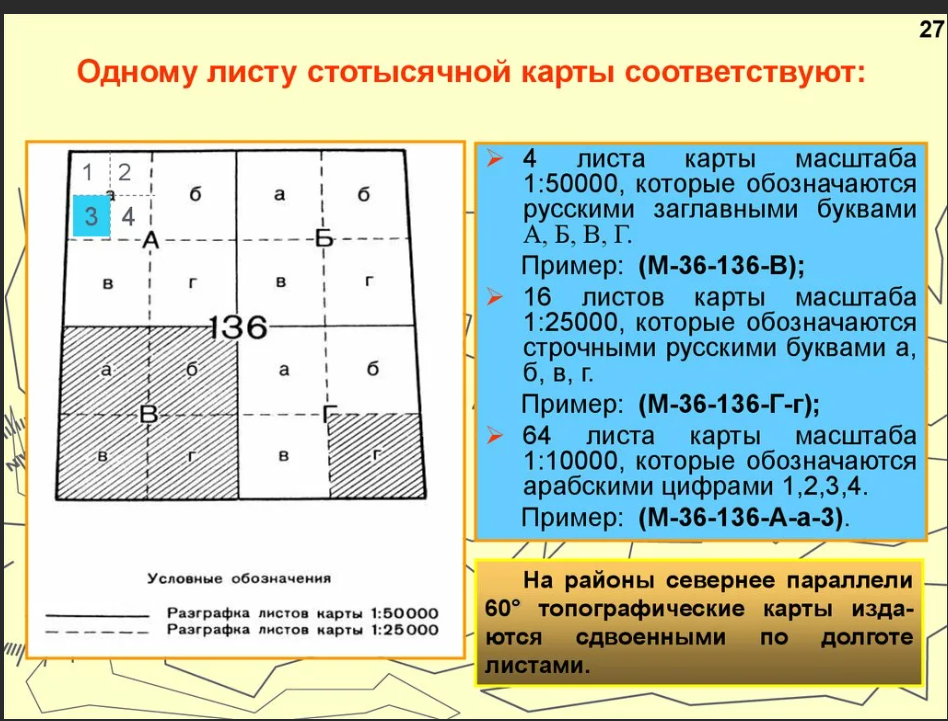 27
Одному листу стотысячной карты соответствуют:
1 2
а б а б
3 4
А Б
в г в г
136
а б а б
В Г
в г в г
Условные обозначения
Разграфка листов карты 1:50000
Разграфка листов карты 1:25000
4 листа карты масштаба
1:50000, которые обозначаются
русскими заглавными буквами
А, Б, В, Г.
Пример: (М-36-136-В);
16 листов карты масштаба
1:25000, которые обозначаются
строчными русскими буквами а,
б, в, г.
Пример: (М-36-136-Г-г);
64 листа карты масштаба
1:10000, которые обозначаются
арабскими цифрами 1,2,3,4.
Пример: (М-36-136-А-а-3).
На районы севернее параллели
60° топографические карты изда-
ются сдвоенными по долготе
листами.